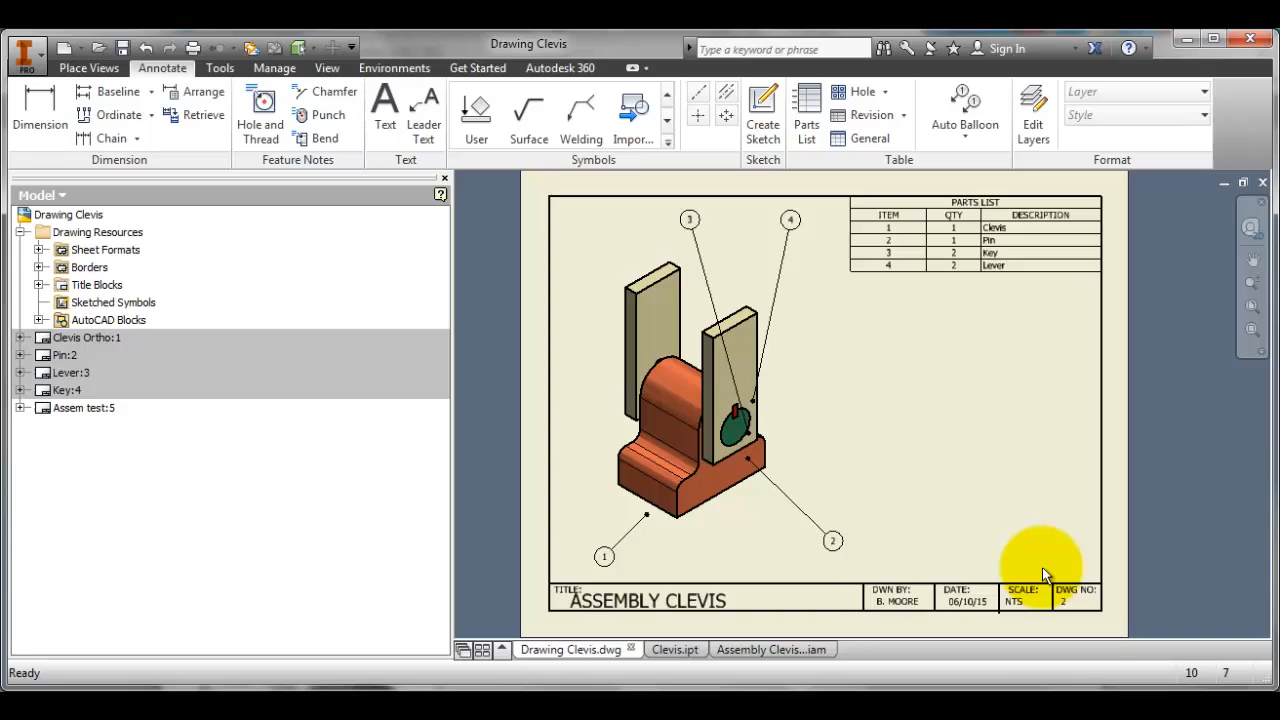 Drawing Clevis
Type a keyword or phrase
Sign In
PRO
Place Views Annotate Tools Manage View Environments Get Started Autodesk 360
Dimension
Baseline
Ordinate
Chain
Arrange
Retrieve
Dimension
Hole and
Thread
Chamfer
Punch
Bend
Feature Notes
Text
Leader
Text
Text
User
Surface
Welding
Impor...
Symbols
Create
Sketch
Sketch
Parts
List
Hole
Revision
General
Auto Balloon
Table
Edit
Layers
Layer
Style
Format
Model
Drawing Clevis
Drawing Resources
Sheet Formats
Borders
Title Blocks
Sketched Symbols
AutoCAD Blocks
Clevis Ortho:1
Pin:2
Lever:3
Key:4
Assem test:5
3
4
PARTS LIST
ITEM QTY DESCRIPTION
1 1 Clevis
2 1 Pin
3 2 Key
4 2 Lever
1
2
TITLE:
ASSEMBLY CLEVIS
DWN BY:
B. MOORE
DATE:
06/10/15
SCALE:
NTS
DWG NO:
2
Drawing Clevis.dwg
Clevis.ipt
Assembly Clevis...iam
Ready
10 7